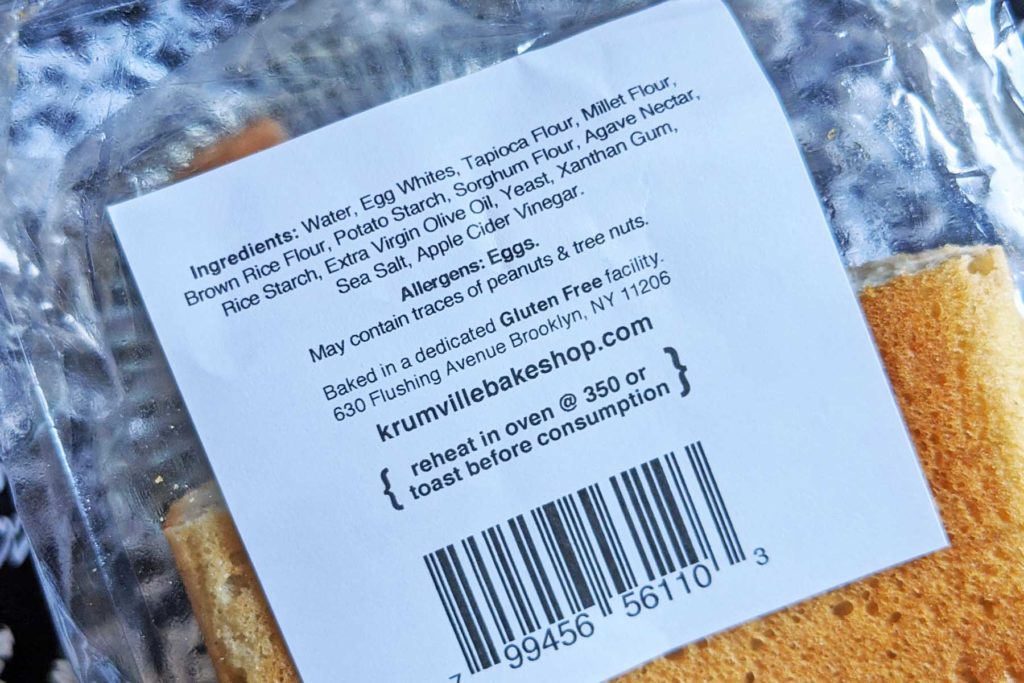 Ingredients: Water, Egg Whites, Tapioca Flour, Millet Flour,
Brown Rice Flour, Potato Starch, Sorghum Flour, Agave Nectar,
Rice Starch, Extra Virgin Olive Oil, Yeast, Xanthan Gum,
Sea Salt, Apple Cider Vinegar.
Allergens: Eggs.
May contain traces of peanuts & tree nuts.
Baked in a dedicated Gluten Free facility.
630 Flushing Avenue Brooklyn, NY 11206
krumvillebakeshop.com
{ reheat in oven @ 350 or
toast before consumption }
7 99456 56110 3